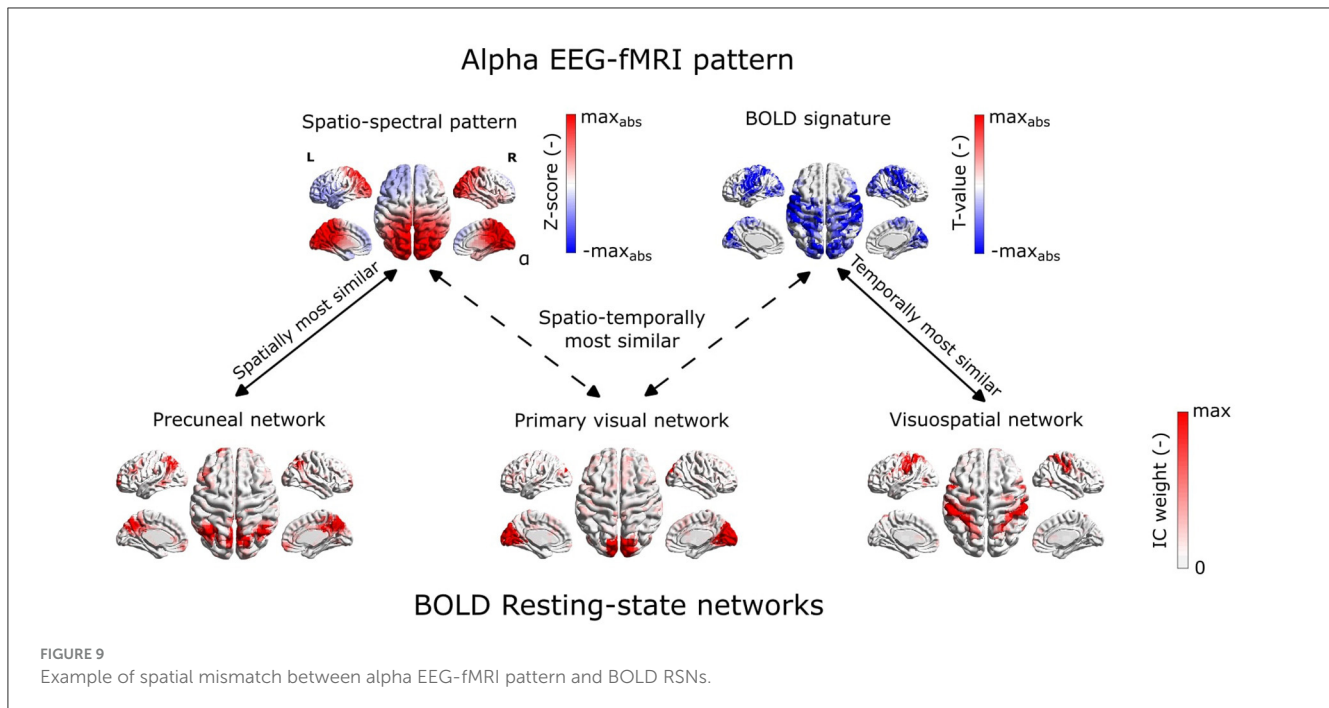 Alpha EEG-fMRI pattern
Spatio-spectral pattern
L
R
α
Z-score (-)
max_abs
-max_abs
BOLD signature
T-value (-)
max_abs
-max_abs
Spatially most similar
Spatio-temporally
most similar
Temporally most similar
Precuneal network
Primary visual network
Visuospatial network
IC weight (-)
max
0
BOLD Resting-state networks
FIGURE 9
Example of spatial mismatch between alpha EEG-fMRI pattern and BOLD RSNs.